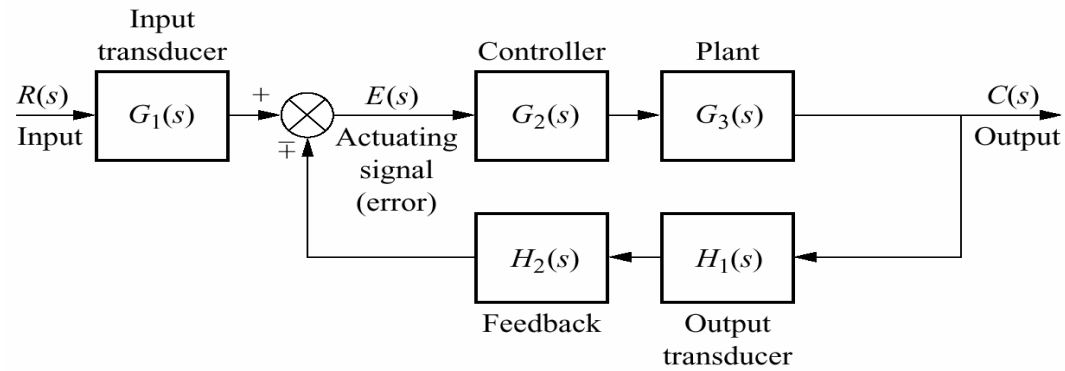 Input
transducer
Controller
Plant
R(s)
Input
G₁(s)
+
∓
E(s)
Actuating
signal
(error)
G₂(s)
G₃(s)
C(s)
Output
H₂(s)
H₁(s)
Feedback
Output
transducer